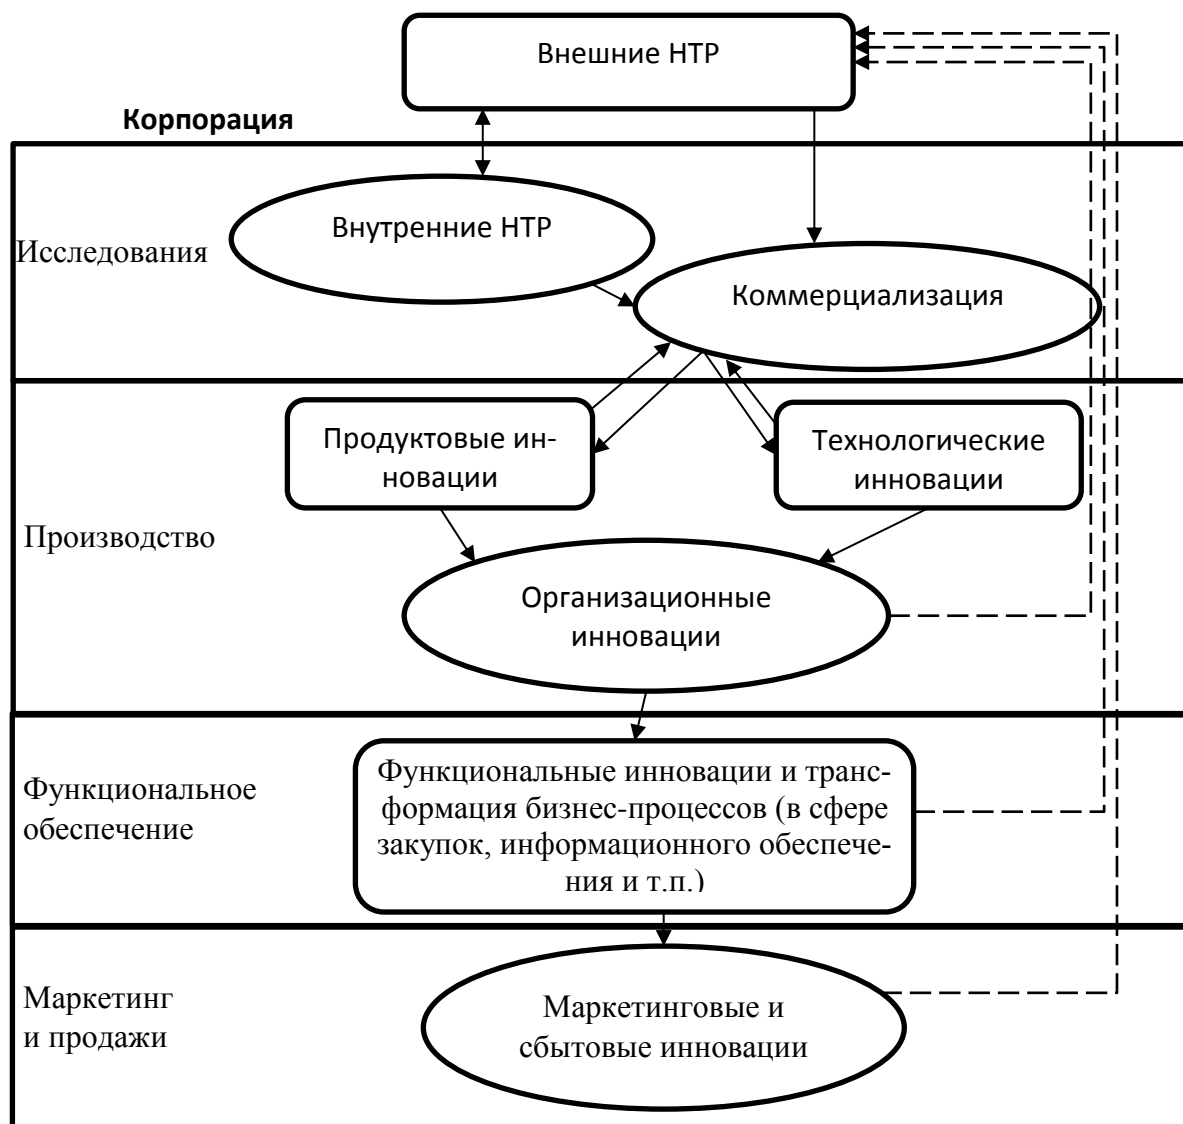 Внешние НТР
Корпорация
Внутренние НТР
Исследования
Коммерциализация
Продуктовые ин-
новации
Технологические
инновации
Производство
Организационные
инновации
Функциональное
обеспечение
Функциональные инновации и транс-
формация бизнес-процессов (в сфере
закупок, информационного обеспече-
ния и т.п.)
Маркетинг
и продажи
Маркетинговые и
сбытовые инновации